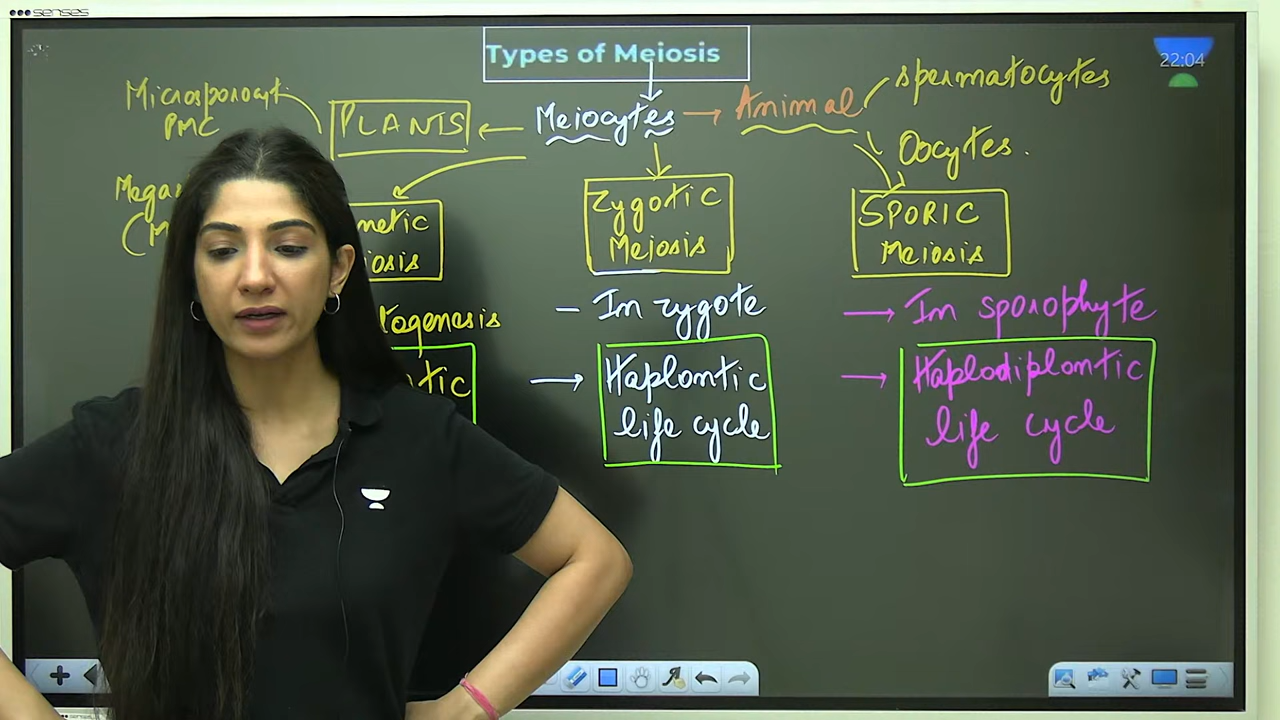 senses
Types of Meiosis
22:04
Microsporocyt.
PMC
PLANTS
Meiocytes
Animal
spermatocytes
Oocytes.
Zygotic
Meiosis
SPORIC
Meiosis
In zygote
In sporophyte
Haplontic
life cycle
Haplodiplontic
life cycle